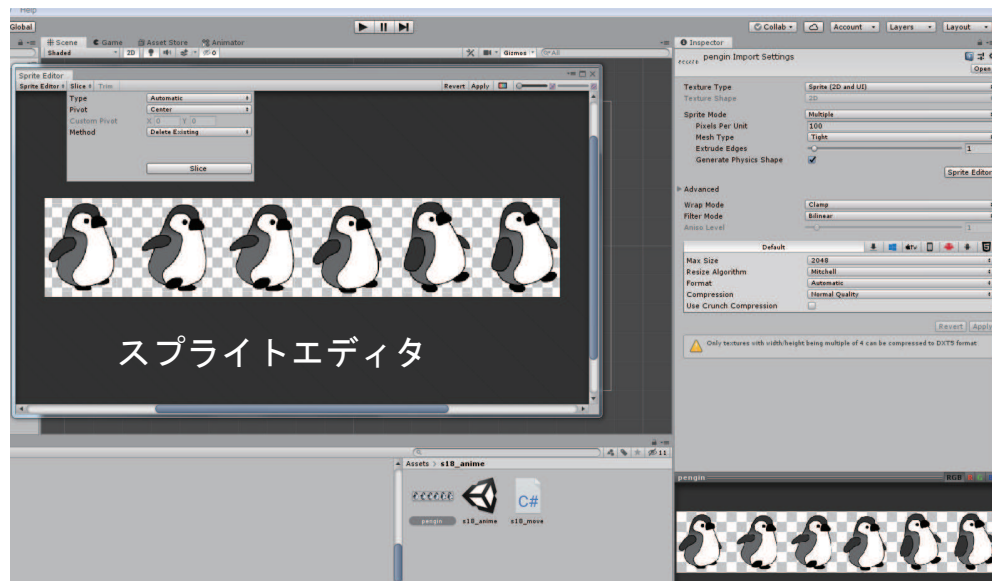 Help
Global
Collab
Account
Layers
Layout
Scene
Game
Asset Store
Animator
Shaded
2D
0
Gizmos
All
Sprite Editor
Sprite Editor
Slice
Trim
Revert
Apply
Type
Automatic
Pivot
Center
Custom Pivot
X 0
Y 0
Method
Delete Existing
Slice
スプライトエディタ
Inspector
pengin Import Settings
Open
Texture Type
Sprite (2D and UI)
Texture Shape
2D
Sprite Mode
Multiple
Pixels Per Unit
100
Mesh Type
Tight
Extrude Edges
1
Generate Physics Shape
Sprite Editor
Advanced
Wrap Mode
Clamp
Filter Mode
Bilinear
Aniso Level
1
Default
tv
Max Size
2048
Resize Algorithm
Mitchell
Format
Automatic
Compression
Normal Quality
Use Crunch Compression
Revert
Apply
Only textures with width/height being multiple of 4 can be compressed to DXT5 format
11
Assets
s18_anime
C#
pengin
s18_anime
s18_move
pengin
RGB